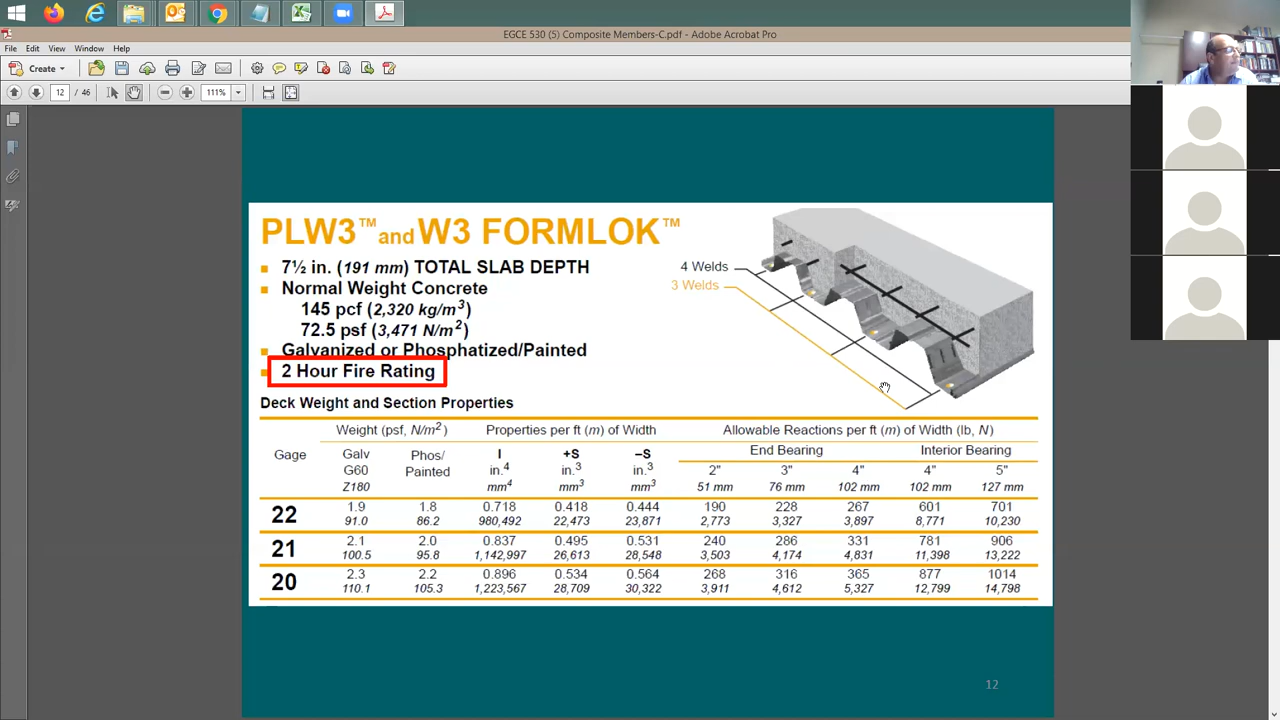 EGCE 530 (5) Composite Members-C.pdf - Adobe Acrobat Pro
File Edit View Window Help
Create
12 / 46 111%
PLW3™ and W3 FORMLOK™
7½ in. (191 mm) TOTAL SLAB DEPTH
Normal Weight Concrete
145 pcf (2,320 kg/m³)
72.5 psf (3,471 N/m²)
Galvanized or Phosphatized/Painted
2 Hour Fire Rating
4 Welds
3 Welds
Deck Weight and Section Properties
Weight (psf, N/m²) Properties per ft (m) of Width Allowable Reactions per ft (m) of Width (lb, N)
Gage Galv Phos/ I +S –S End Bearing Interior Bearing
G60 Painted in.⁴ in.³ in.³ 2" 3" 4" 4" 5"
Z180 mm⁴ mm³ mm³ 51 mm 76 mm 102 mm 102 mm 127 mm
22 1.9 1.8 0.718 0.418 0.444 190 228 267 601 701
91.0 86.2 980,492 22,473 23,871 2,773 3,327 3,897 8,771 10,230
21 2.1 2.0 0.837 0.495 0.531 240 286 331 781 906
100.5 95.8 1,142,997 26,613 28,548 3,503 4,174 4,831 11,398 13,222
20 2.3 2.2 0.896 0.534 0.564 268 316 365 877 1014
110.1 105.3 1,223,567 28,709 30,322 3,911 4,612 5,327 12,799 14,798
12